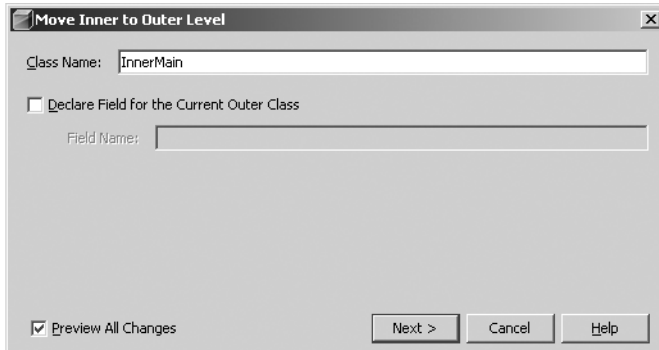 Move Inner to Outer Level
Class Name: InnerMain
Declare Field for the Current Outer Class
Field Name:
Preview All Changes
Next >
Cancel
Help